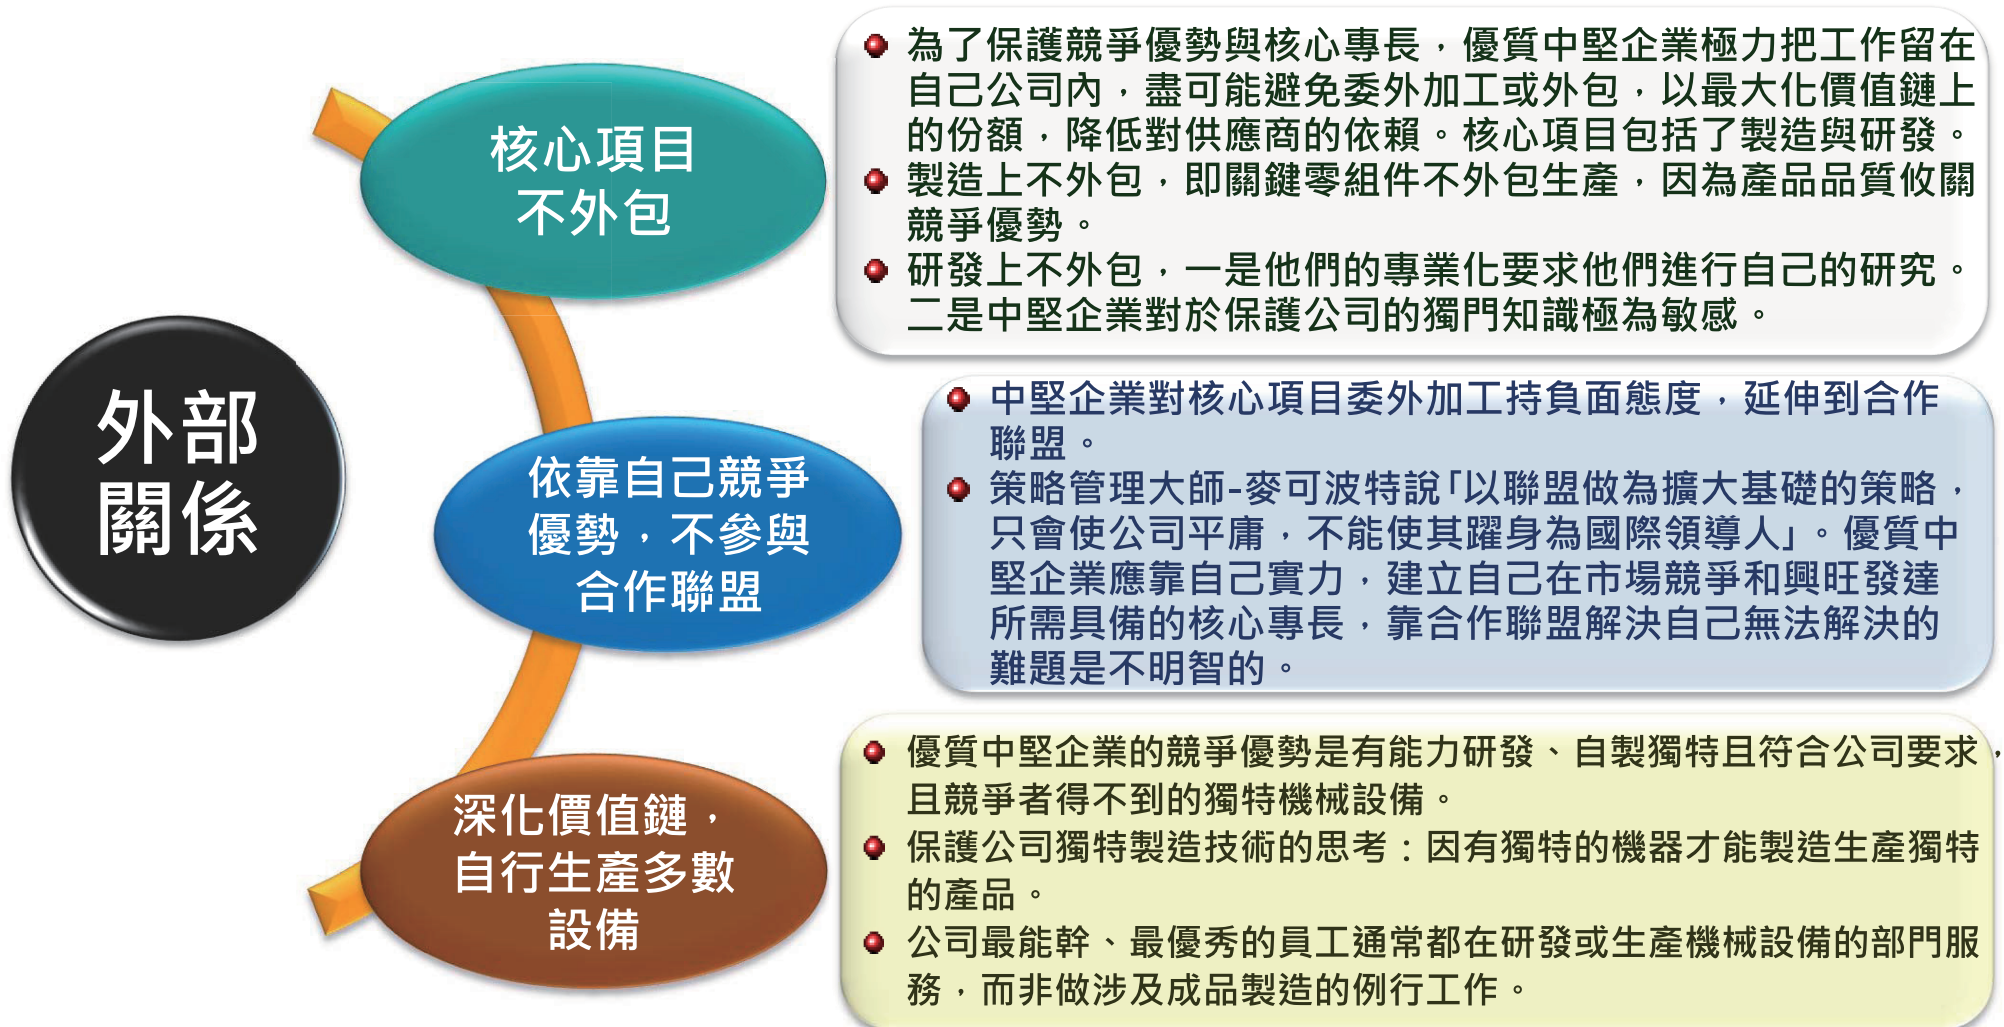 外部
關係
核心項目
不外包
為了保護競爭優勢與核心專長，優質中堅企業極力把工作留在
自己公司內，盡可能避免委外加工或外包，以最大化價值鏈上
的份額，降低對供應商的依賴。核心項目包括了製造與研發。
製造上不外包，即關鍵零組件不外包生產，因為產品品質攸關
競爭優勢。
研發上不外包，一是他們的專業化要求他們進行自己的研究。
二是中堅企業對於保護公司的獨門知識極為敏感。
依靠自己競爭
優勢，不參與
合作聯盟
中堅企業對核心項目委外加工持負面態度，延伸到合作
聯盟。
策略管理大師-麥可波特說「以聯盟做為擴大基礎的策略，
只會使公司平庸，不能使其躍身為國際領導人」。優質中
堅企業應靠自己實力，建立自己在市場競爭和興旺發達
所需具備的核心專長，靠合作聯盟解決自己無法解決的
難題是不明智的。
深化價值鏈，
自行生產多數
設備
優質中堅企業的競爭優勢是有能力研發、自製獨特且符合公司要求，
且競爭者得不到的獨特機械設備。
保護公司獨特製造技術的思考：因有獨特的機器才能製造生產獨特
的產品。
公司最能幹、最優秀的員工通常都在研發或生產機械設備的部門服
務，而非做涉及成品製造的例行工作。